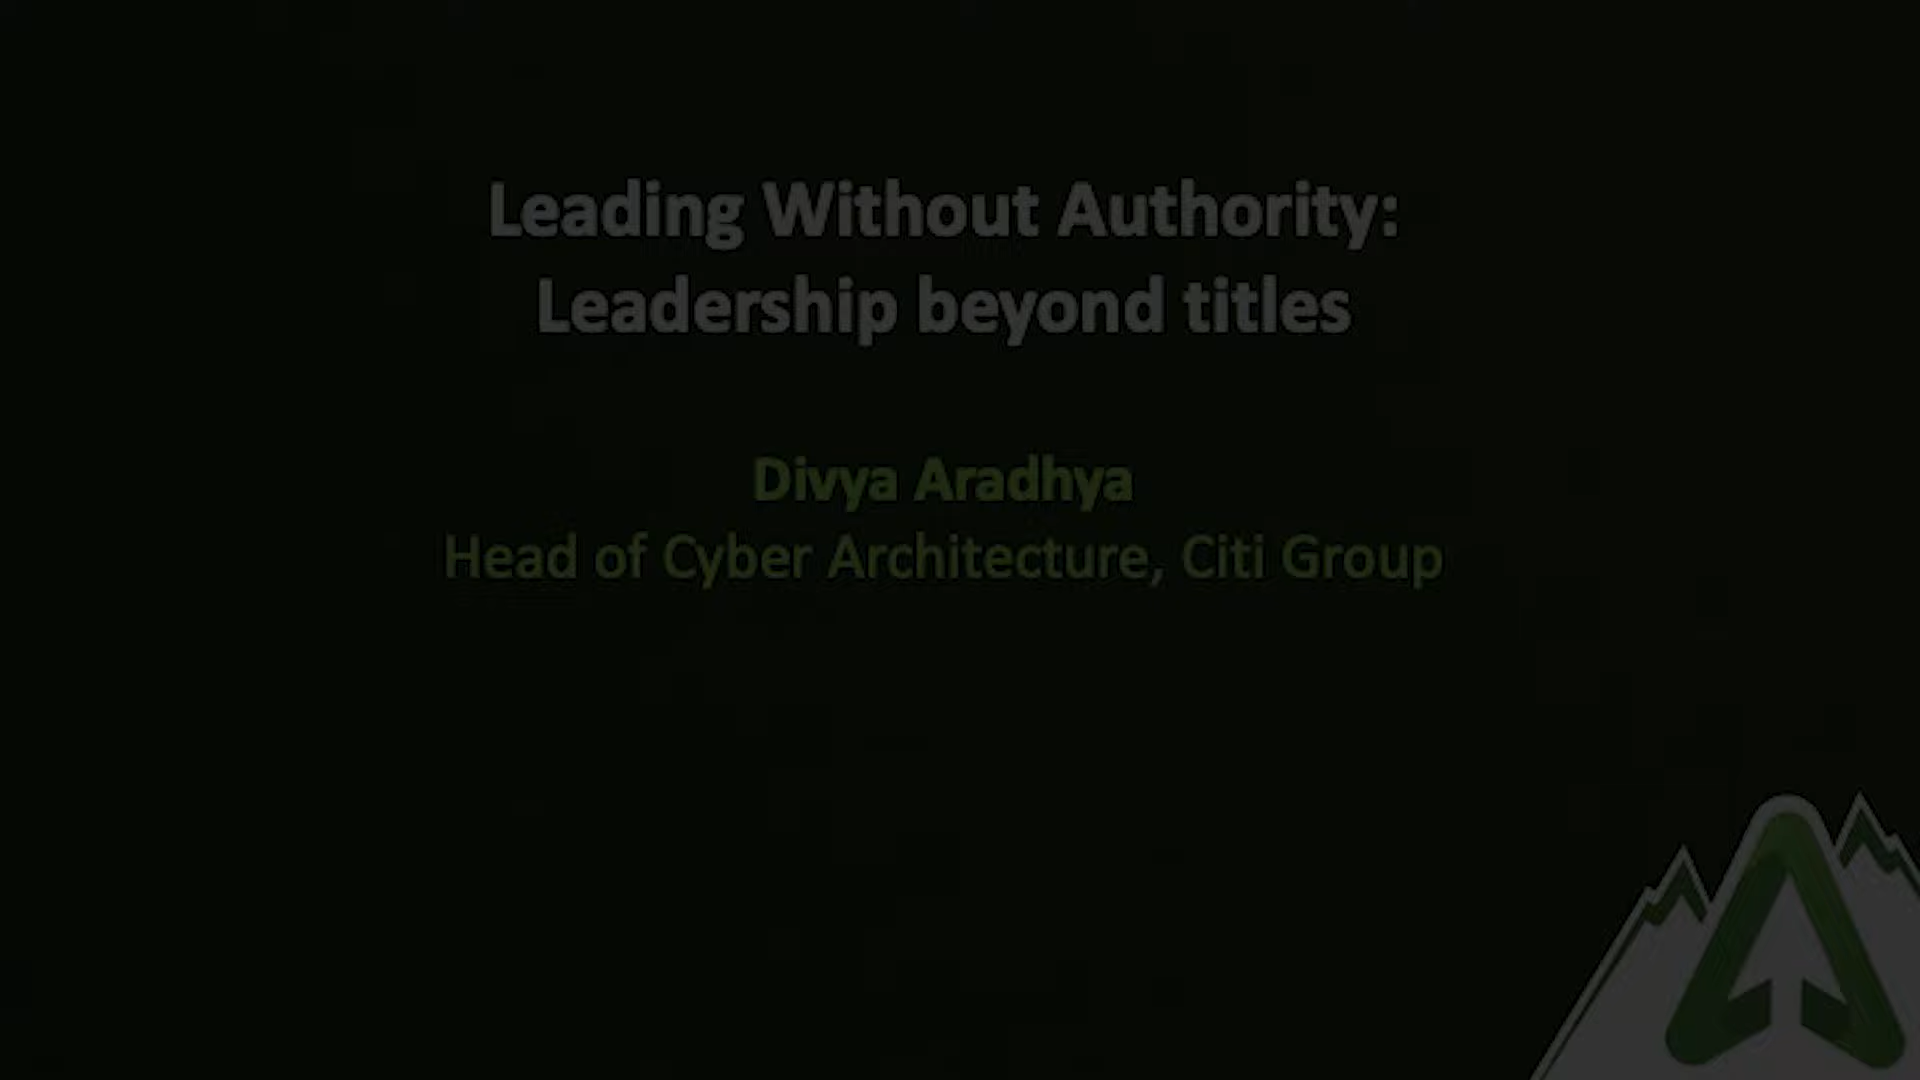 Leading Without Authority:
Leadership beyond titles
Divya Aradhya
Head of Cyber Architecture, Citi Group